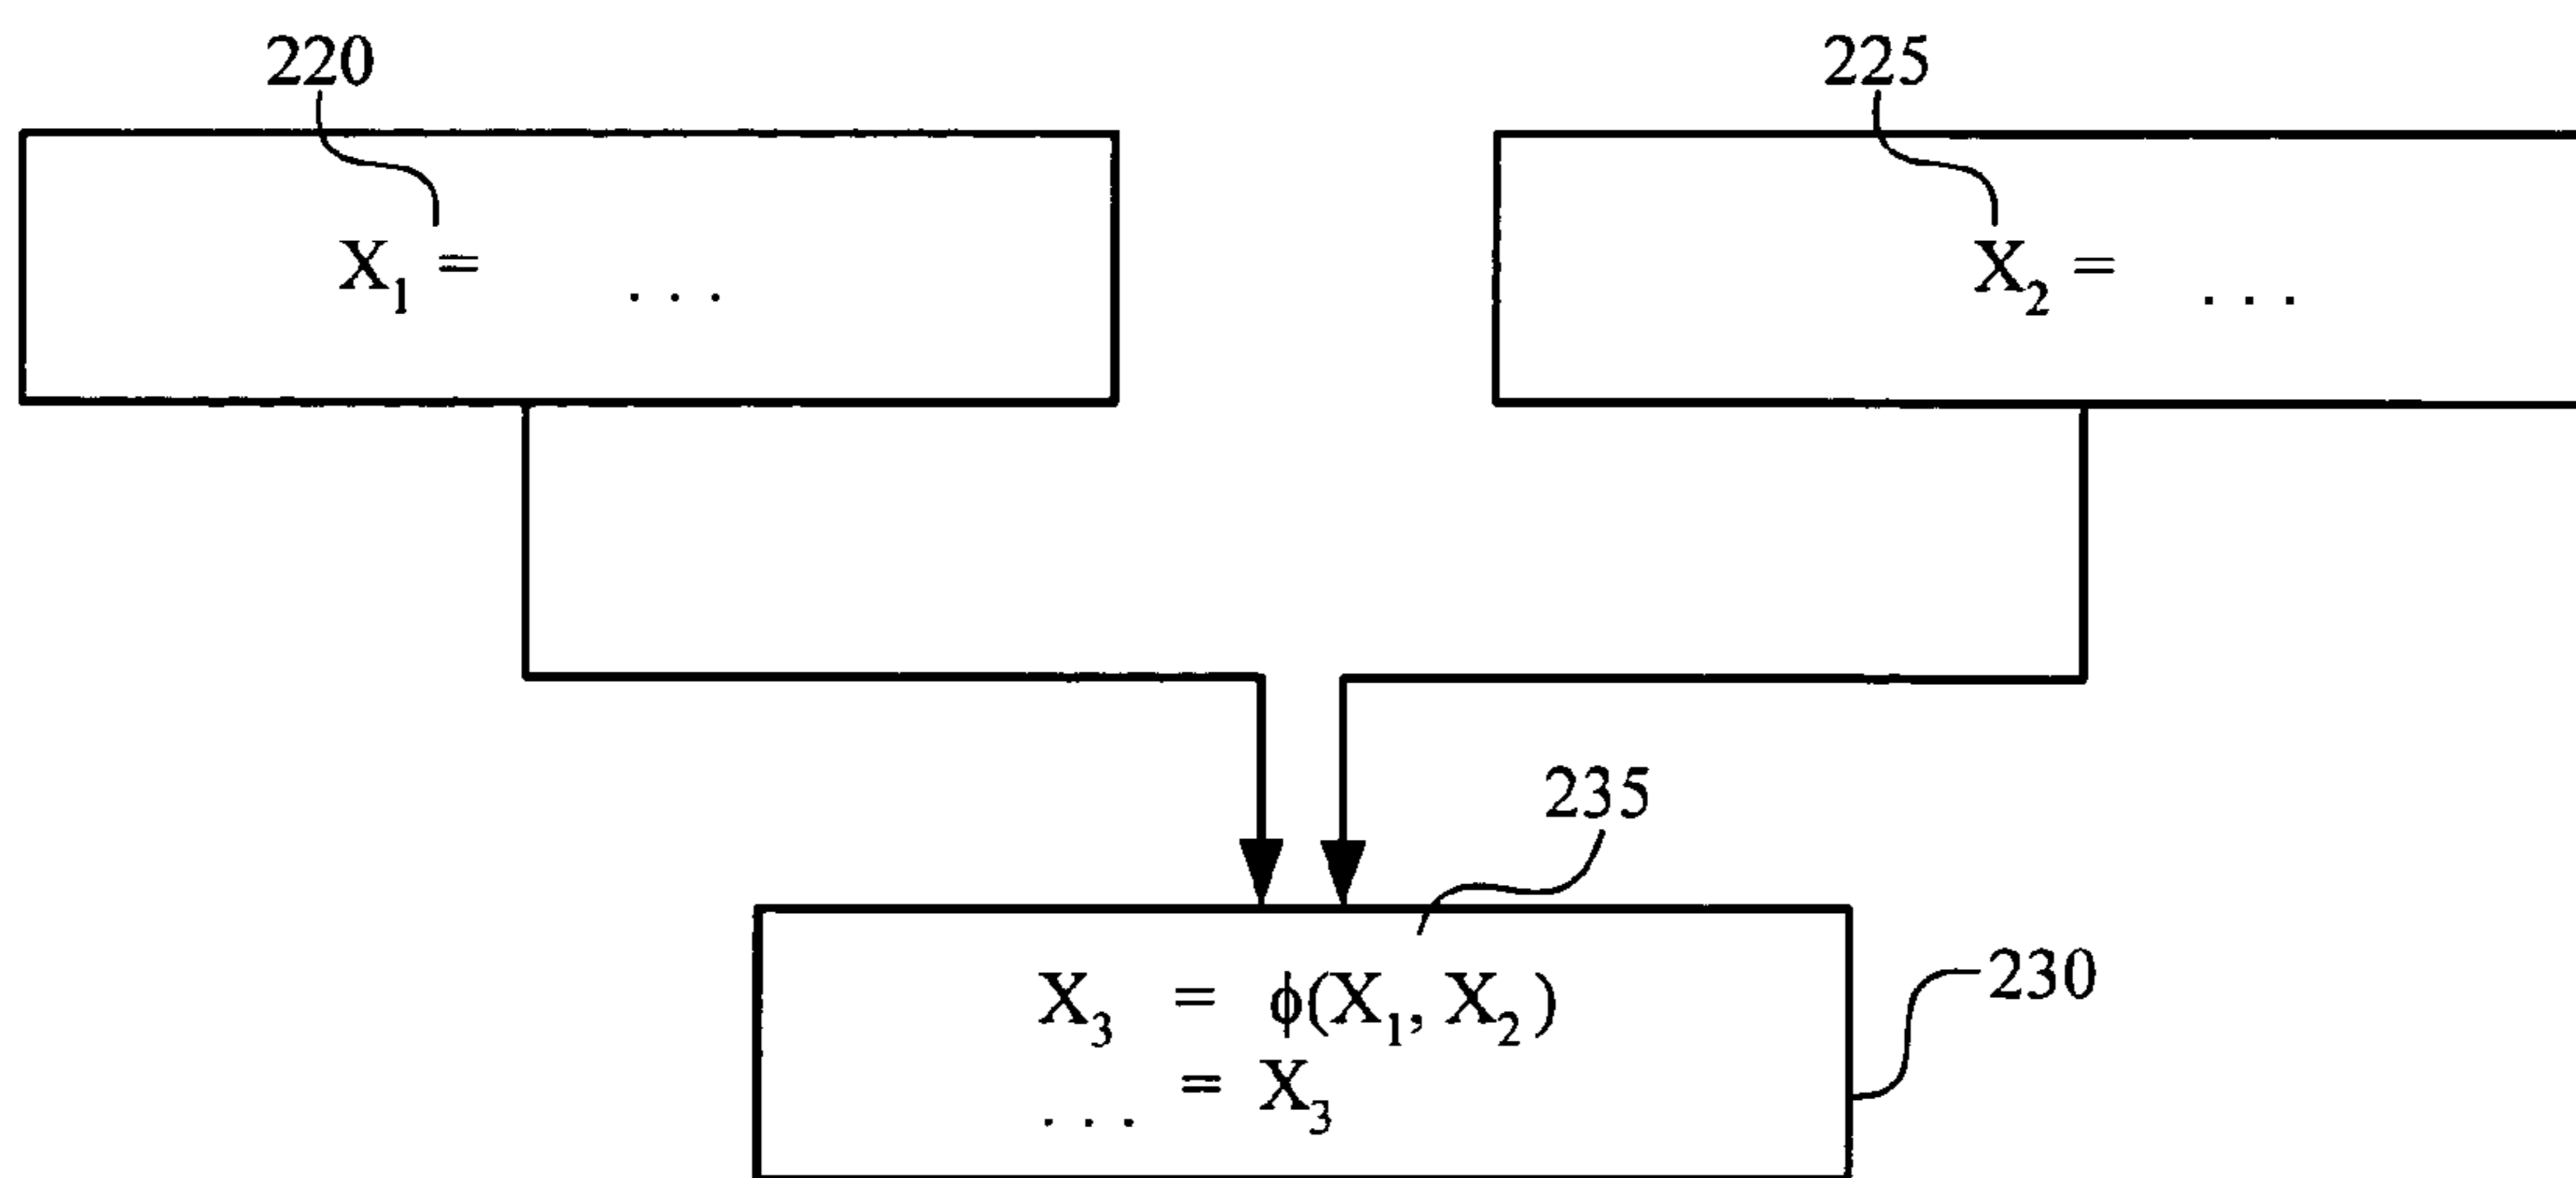 220
225
X₁ = . . .
X₂ = . . .
235
X₃ = ϕ(X₁, X₂ )
. . . = X₃
230